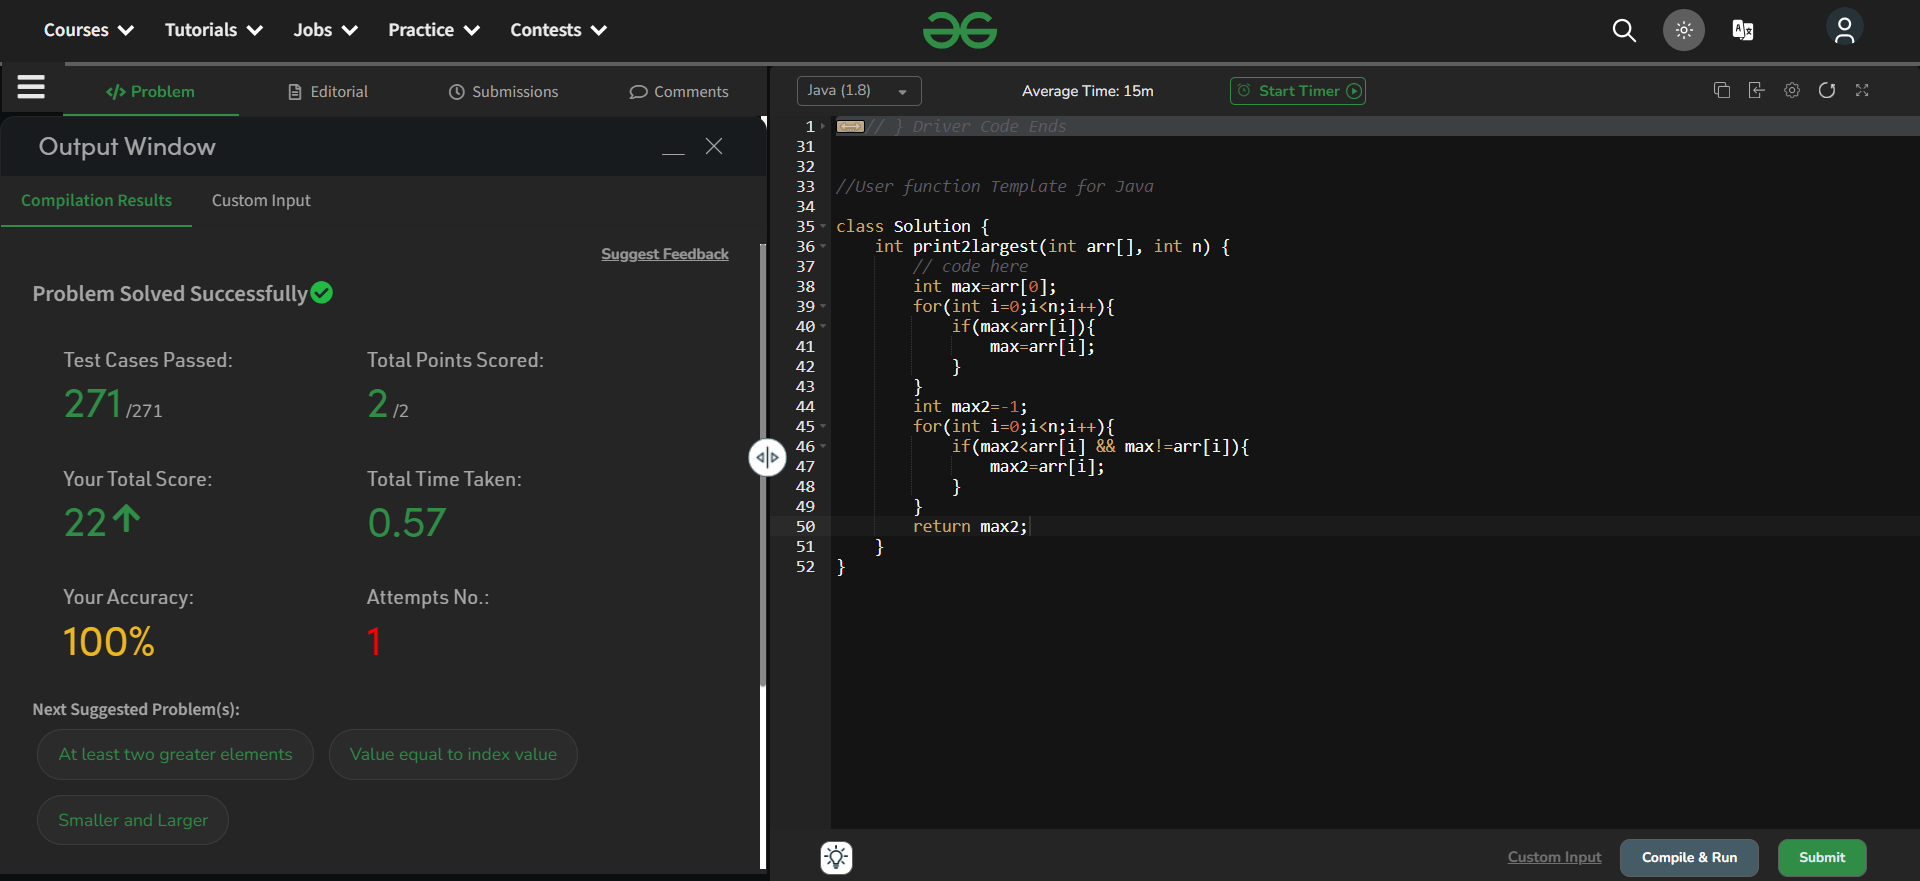 Courses Tutorials Jobs Practice Contests
Problem Editorial Submissions Comments
Output Window
Compilation Results Custom Input
Suggest Feedback
Problem Solved Successfully
Test Cases Passed: Total Points Scored:
271 /271 2 /2
Your Total Score: Total Time Taken:
22 0.57
Your Accuracy: Attempts No.:
100% 1
Next Suggested Problem(s):
At least two greater elements Value equal to index value
Smaller and Larger
Java (1.8) Average Time: 15m Start Timer
1 // } Driver Code Ends
31
32
33 //User function Template for Java
34
35 class Solution {
36 int print2largest(int arr[], int n) {
37 // code here
38 int max=arr[0];
39 for(int i=0;i<n;i++){
40 if(max<arr[i]){
41 max=arr[i];
42 }
43 }
44 int max2=-1;
45 for(int i=0;i<n;i++){
46 if(max2<arr[i] && max!=arr[i]){
47 max2=arr[i];
48 }
49 }
50 return max2;
51 }
52 }
Custom Input Compile & Run Submit